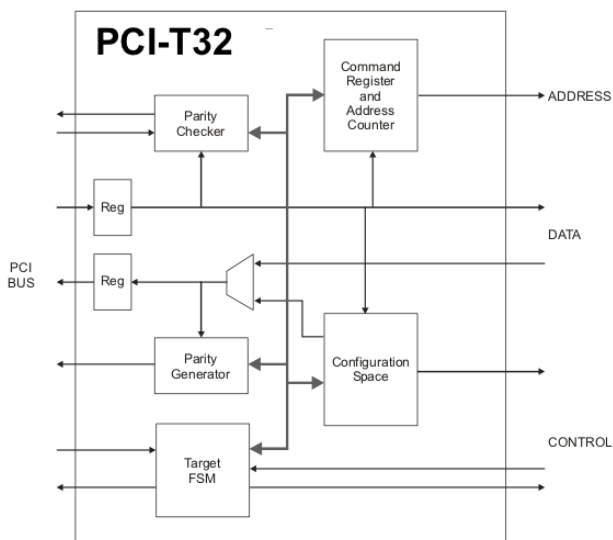 PCI-T32
Command
Register
and
Address
Counter
ADDRESS
Parity
Checker
Reg
DATA
PCI
BUS
Reg
Parity
Generator
Configuration
Space
CONTROL
Target
FSM